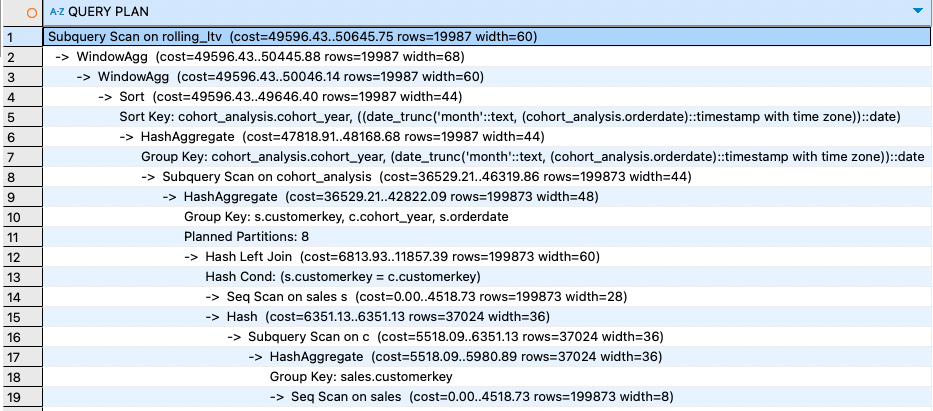 A-Z QUERY PLAN
1 Subquery Scan on rolling_ltv (cost=49596.43..50645.75 rows=19987 width=60)
2 -> WindowAgg (cost=49596.43..50445.88 rows=19987 width=68)
3 -> WindowAgg (cost=49596.43..50046.14 rows=19987 width=60)
4 -> Sort (cost=49596.43..49646.40 rows=19987 width=44)
5 Sort Key: cohort_analysis.cohort_year, ((date_trunc('month'::text, (cohort_analysis.orderdate)::timestamp with time zone))::date)
6 -> HashAggregate (cost=47818.91..48168.68 rows=19987 width=44)
7 Group Key: cohort_analysis.cohort_year, (date_trunc('month'::text, (cohort_analysis.orderdate)::timestamp with time zone))::date
8 -> Subquery Scan on cohort_analysis (cost=36529.21..46319.86 rows=199873 width=44)
9 -> HashAggregate (cost=36529.21..42822.09 rows=199873 width=48)
10 Group Key: s.customerkey, c.cohort_year, s.orderdate
11 Planned Partitions: 8
12 -> Hash Left Join (cost=6813.93..11857.39 rows=199873 width=60)
13 Hash Cond: (s.customerkey = c.customerkey)
14 -> Seq Scan on sales s (cost=0.00..4518.73 rows=199873 width=28)
15 -> Hash (cost=6351.13..6351.13 rows=37024 width=36)
16 -> Subquery Scan on c (cost=5518.09..6351.13 rows=37024 width=36)
17 -> HashAggregate (cost=5518.09..5980.89 rows=37024 width=36)
18 Group Key: sales.customerkey
19 -> Seq Scan on sales (cost=0.00..4518.73 rows=199873 width=8)